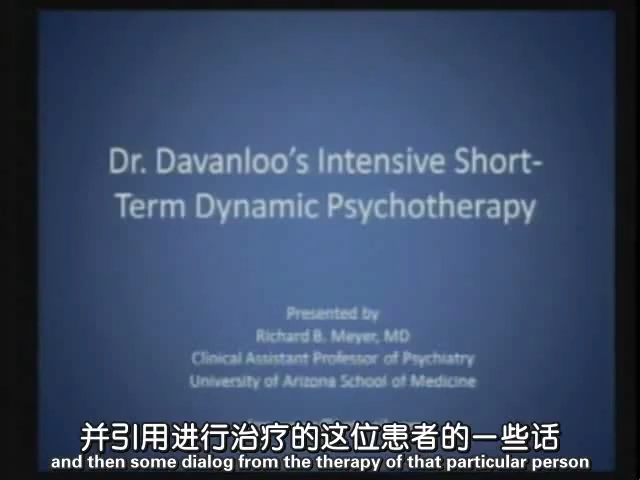 Dr. Davanloo's Intensive Short-
Term Dynamic Psychotherapy
Presented by
Richard B. Meyer, MD
Clinical Assistant Professor of Psychiatry
University of Arizona School of Medicine
并引用进行治疗的这位患者的一些话
and then some dialog from the therapy of that particular person